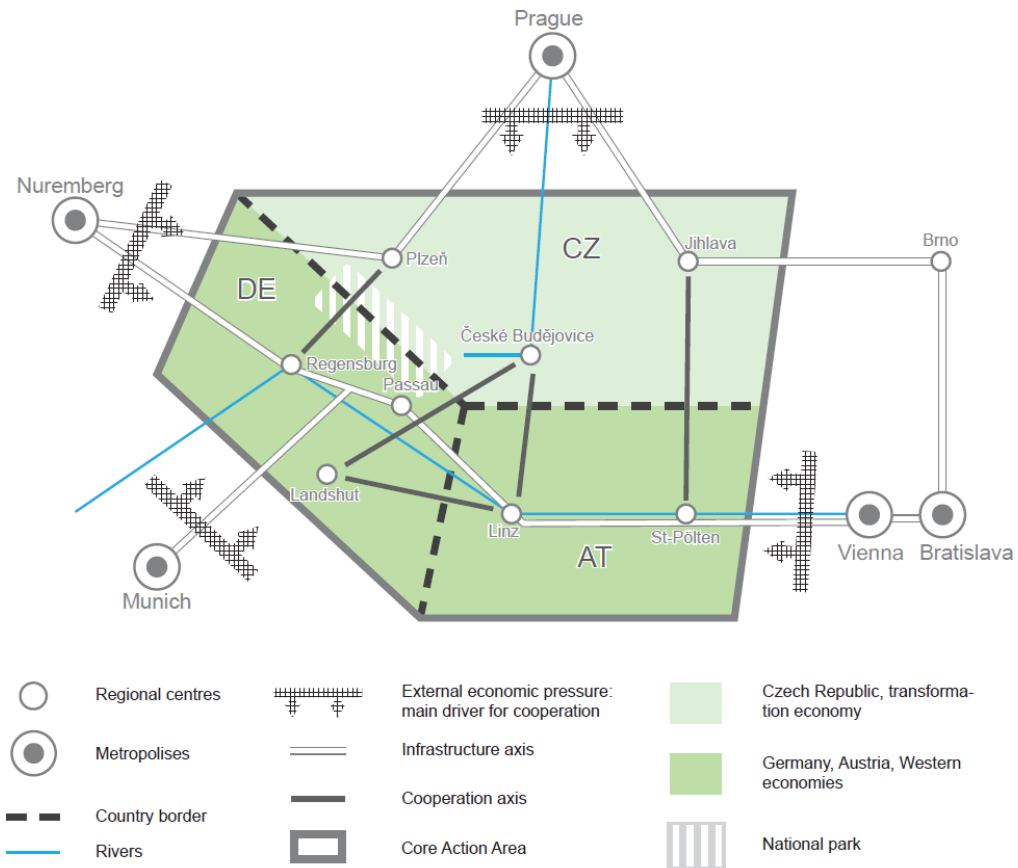 Prague
Nuremberg
Plzeň
CZ
Jihlava
Brno
DE
České Budějovice
Regensburg
Passau
Landshut
Linz
St-Pölten
AT
Vienna
Bratislava
Munich
Regional centres
Metropolises
Country border
Rivers
External economic pressure:
main driver for cooperation
Infrastructure axis
Cooperation axis
Core Action Area
Czech Republic, transforma-
tion economy
Germany, Austria, Western
economies
National park